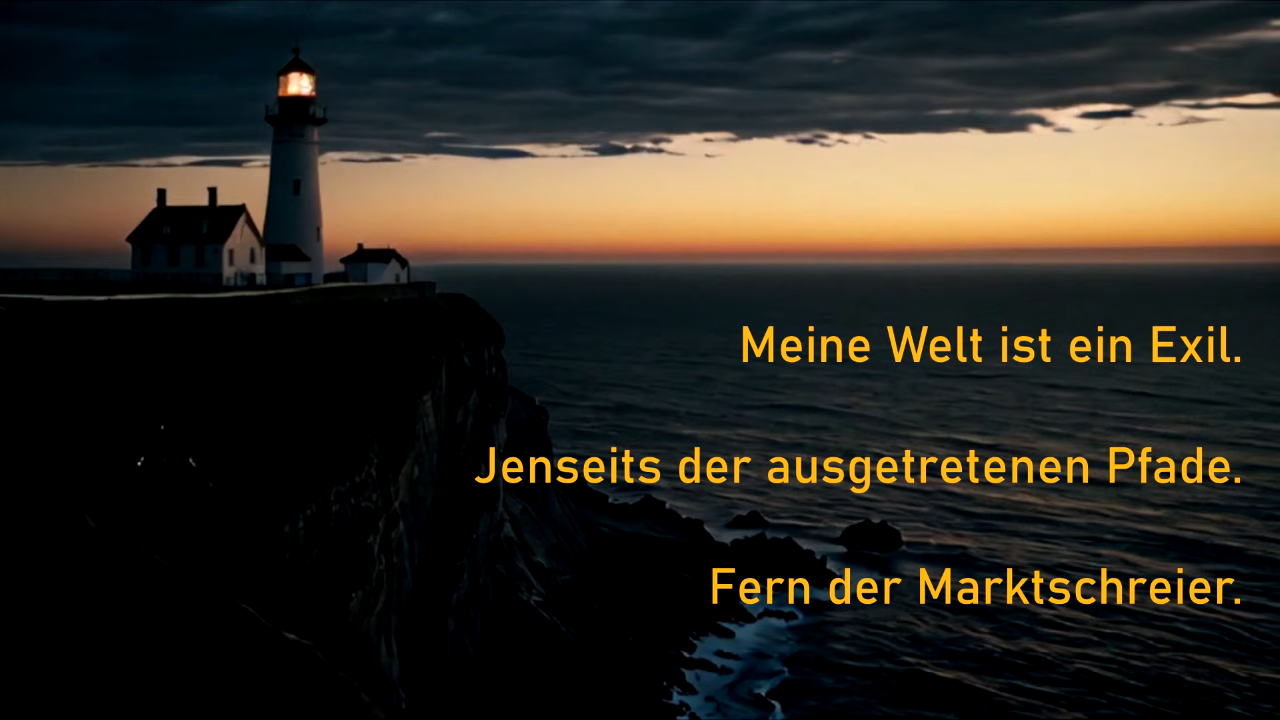 Meine Welt ist ein Exil.
Jenseits der ausgetretenen Pfade.
Fern der Marktschreier.